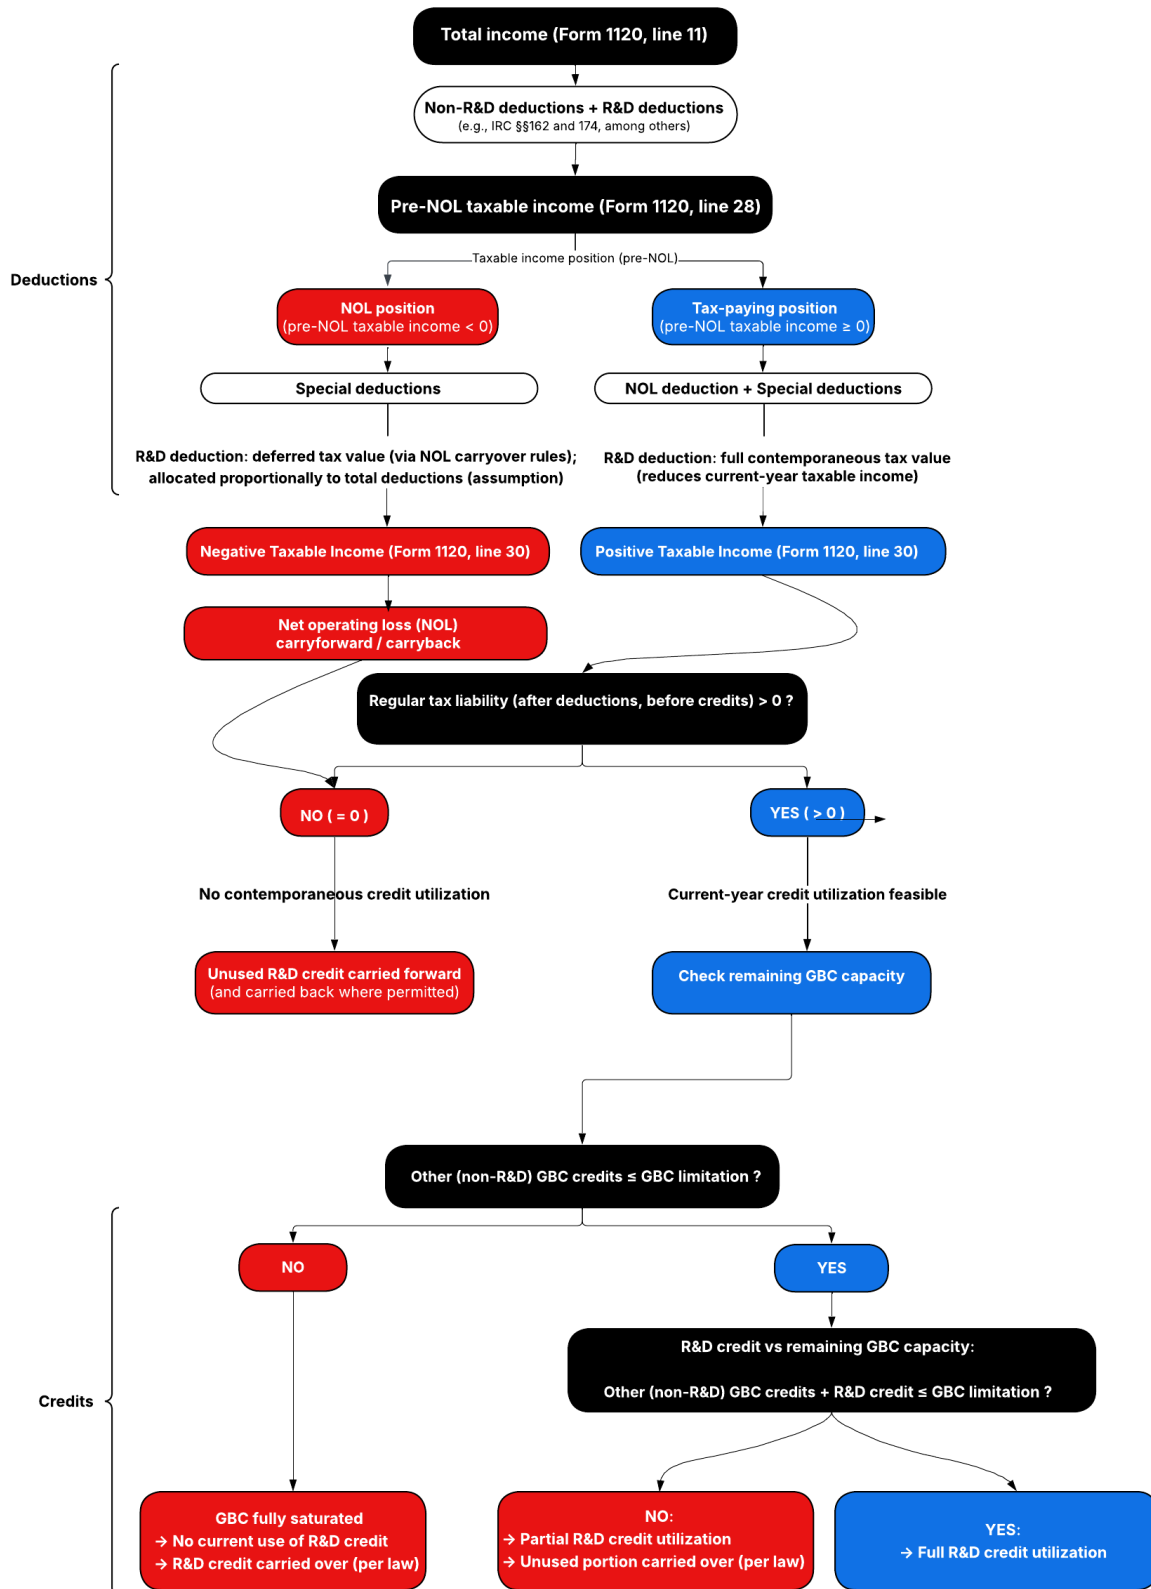 Total income (Form 1120, line 11)
Non-R&D deductions + R&D deductions
(e.g., IRC §§162 and 174, among others)
Pre-NOL taxable income (Form 1120, line 28)
Taxable income position (pre-NOL)
Deductions
NOL position
(pre-NOL taxable income < 0)
Tax-paying position
(pre-NOL taxable income ≥ 0)
Special deductions
NOL deduction + Special deductions
R&D deduction: deferred tax value (via NOL carryover rules);
allocated proportionally to total deductions (assumption)
R&D deduction: full contemporaneous tax value
(reduces current-year taxable income)
Negative Taxable Income (Form 1120, line 30)
Positive Taxable Income (Form 1120, line 30)
Net operating loss (NOL)
carryforward / carryback
Regular tax liability (after deductions, before credits) > 0 ?
NO ( = 0 )
YES ( > 0 )
No contemporaneous credit utilization
Current-year credit utilization feasible
Unused R&D credit carried forward
(and carried back where permitted)
Check remaining GBC capacity
Other (non-R&D) GBC credits ≤ GBC limitation ?
NO
YES
R&D credit vs remaining GBC capacity:
Other (non-R&D) GBC credits + R&D credit ≤ GBC limitation ?
Credits
GBC fully saturated
→ No current use of R&D credit
→ R&D credit carried over (per law)
NO:
→ Partial R&D credit utilization
→ Unused portion carried over (per law)
YES:
→ Full R&D credit utilization